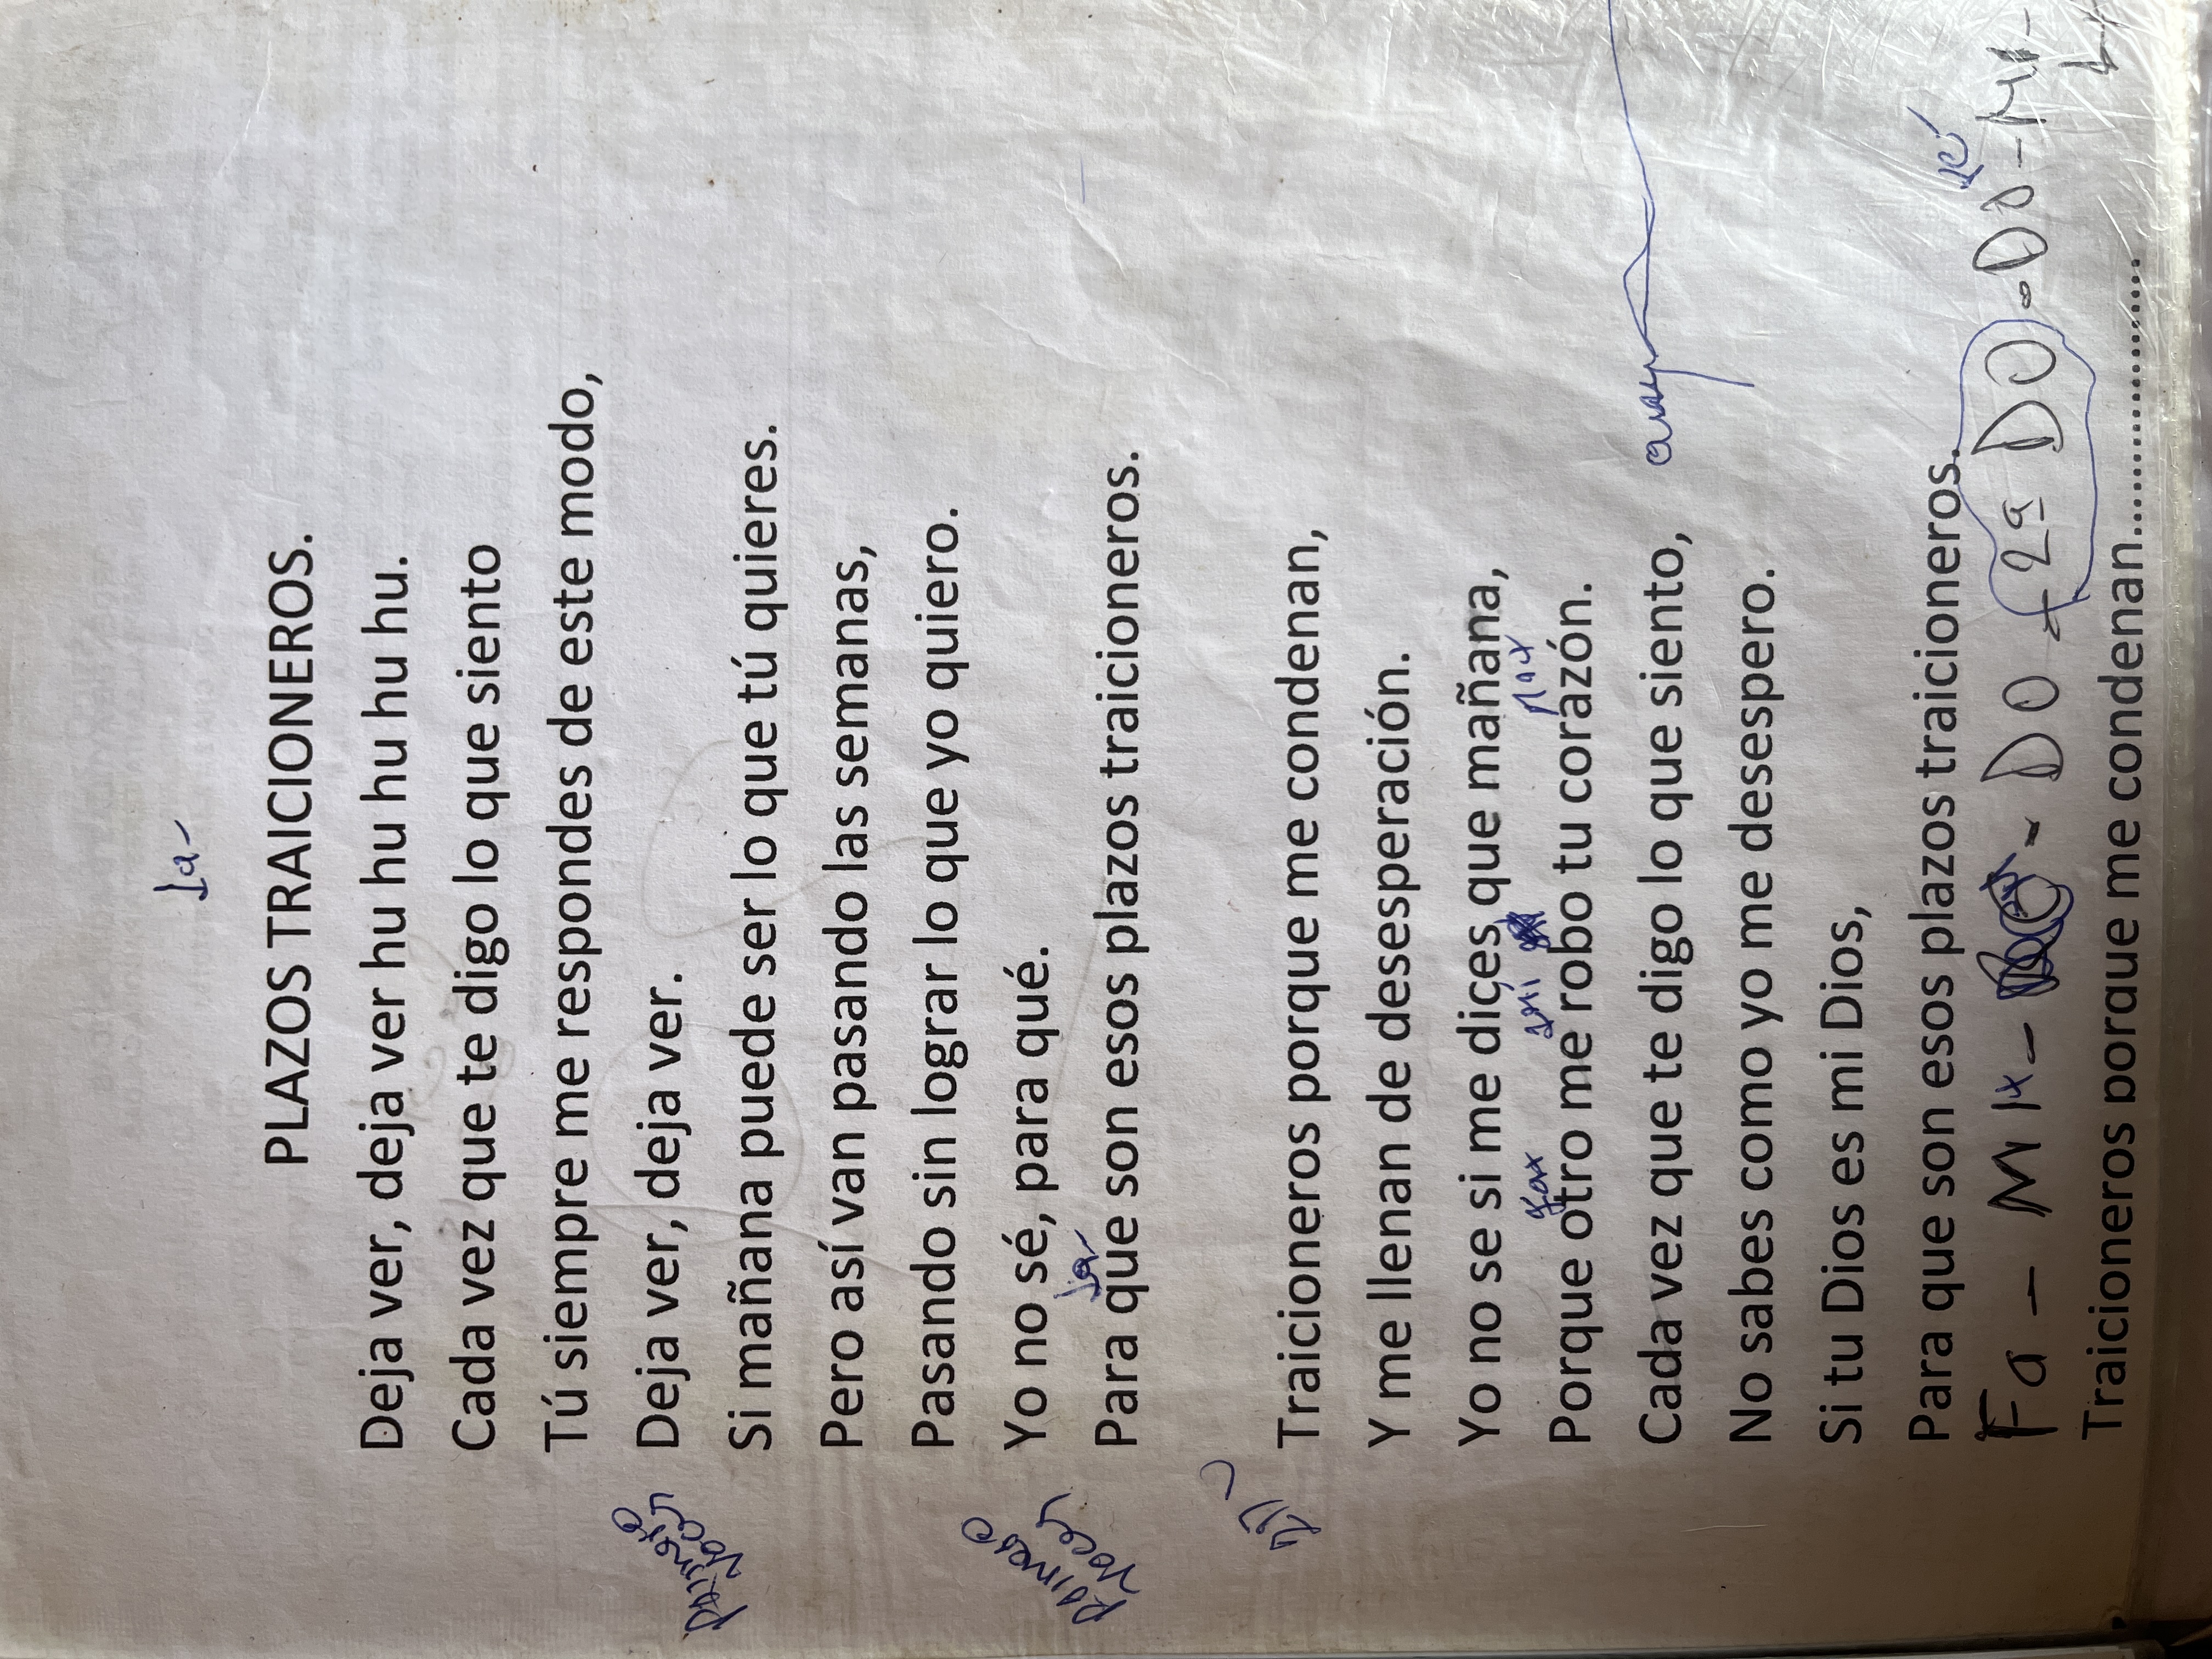 la-
PLAZOS TRAICIONEROS.
Deja ver, deja ver hu hu hu hu hu.
Cada vez que te digo lo que siento
Tú siempre me respondes de este modo,
Primero
voces
Deja ver, deja ver.
Si mañana puede ser lo que tú quieres.
Pero así van pasando las semanas,
Pasando sin lograr lo que yo quiero.
Primero
voces
Yo no sé, para qué.
la-
Para que son esos plazos traicioneros.
Traicioneros porque me condenan,
Y me llenan de desesperación.
Yo no se si me dices que mañana,
Porque otro me robo tu corazón.
Cada vez que te digo lo que siento,
No sabes como yo me desespero.
Si tu Dios es mi Dios,
Para que son esos plazos traicioneros.
re-
Fa - MI+ - DO - 2ª DO - DO - MI -
Traicioneros porque me condenan...................